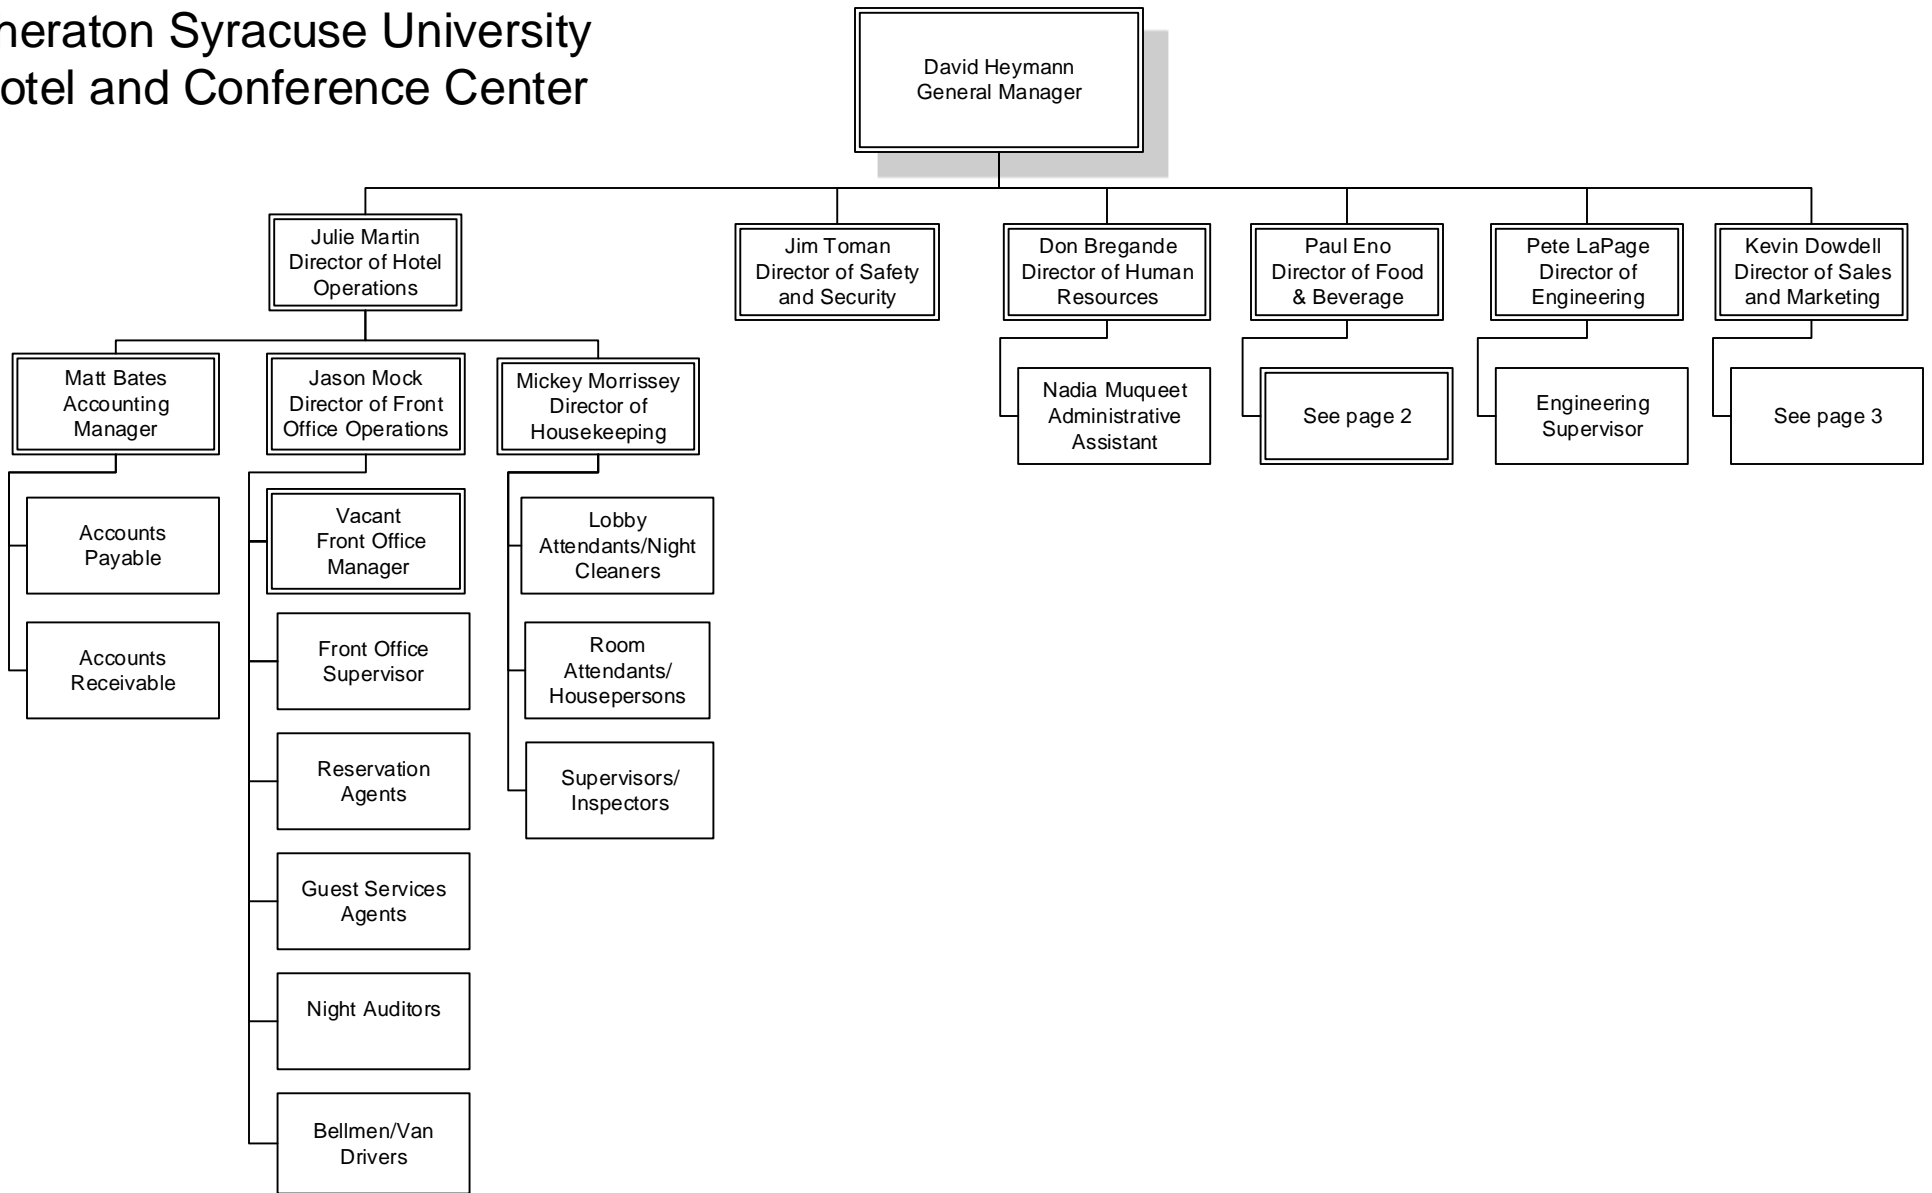 heraton Syracuse University
otel and Conference Center
David Heymann
General Manager
Julie Martin
Director of Hotel
Operations
Jim Toman
Director of Safety
and Security
Don Bregande
Director of Human
Resources
Paul Eno
Director of Food
& Beverage
Pete LaPage
Director of
Engineering
Kevin Dowdell
Director of Sales
and Marketing
Matt Bates
Accounting
Manager
Jason Mock
Director of Front
Office Operations
Mickey Morrissey
Director of
Housekeeping
Nadia Muqueet
Administrative
Assistant
See page 2
Engineering
Supervisor
See page 3
Accounts
Payable
Accounts
Receivable
Vacant
Front Office
Manager
Front Office
Supervisor
Reservation
Agents
Guest Services
Agents
Night Auditors
Bellmen/Van
Drivers
Lobby
Attendants/Night
Cleaners
Room
Attendants/
Housepersons
Supervisors/
Inspectors